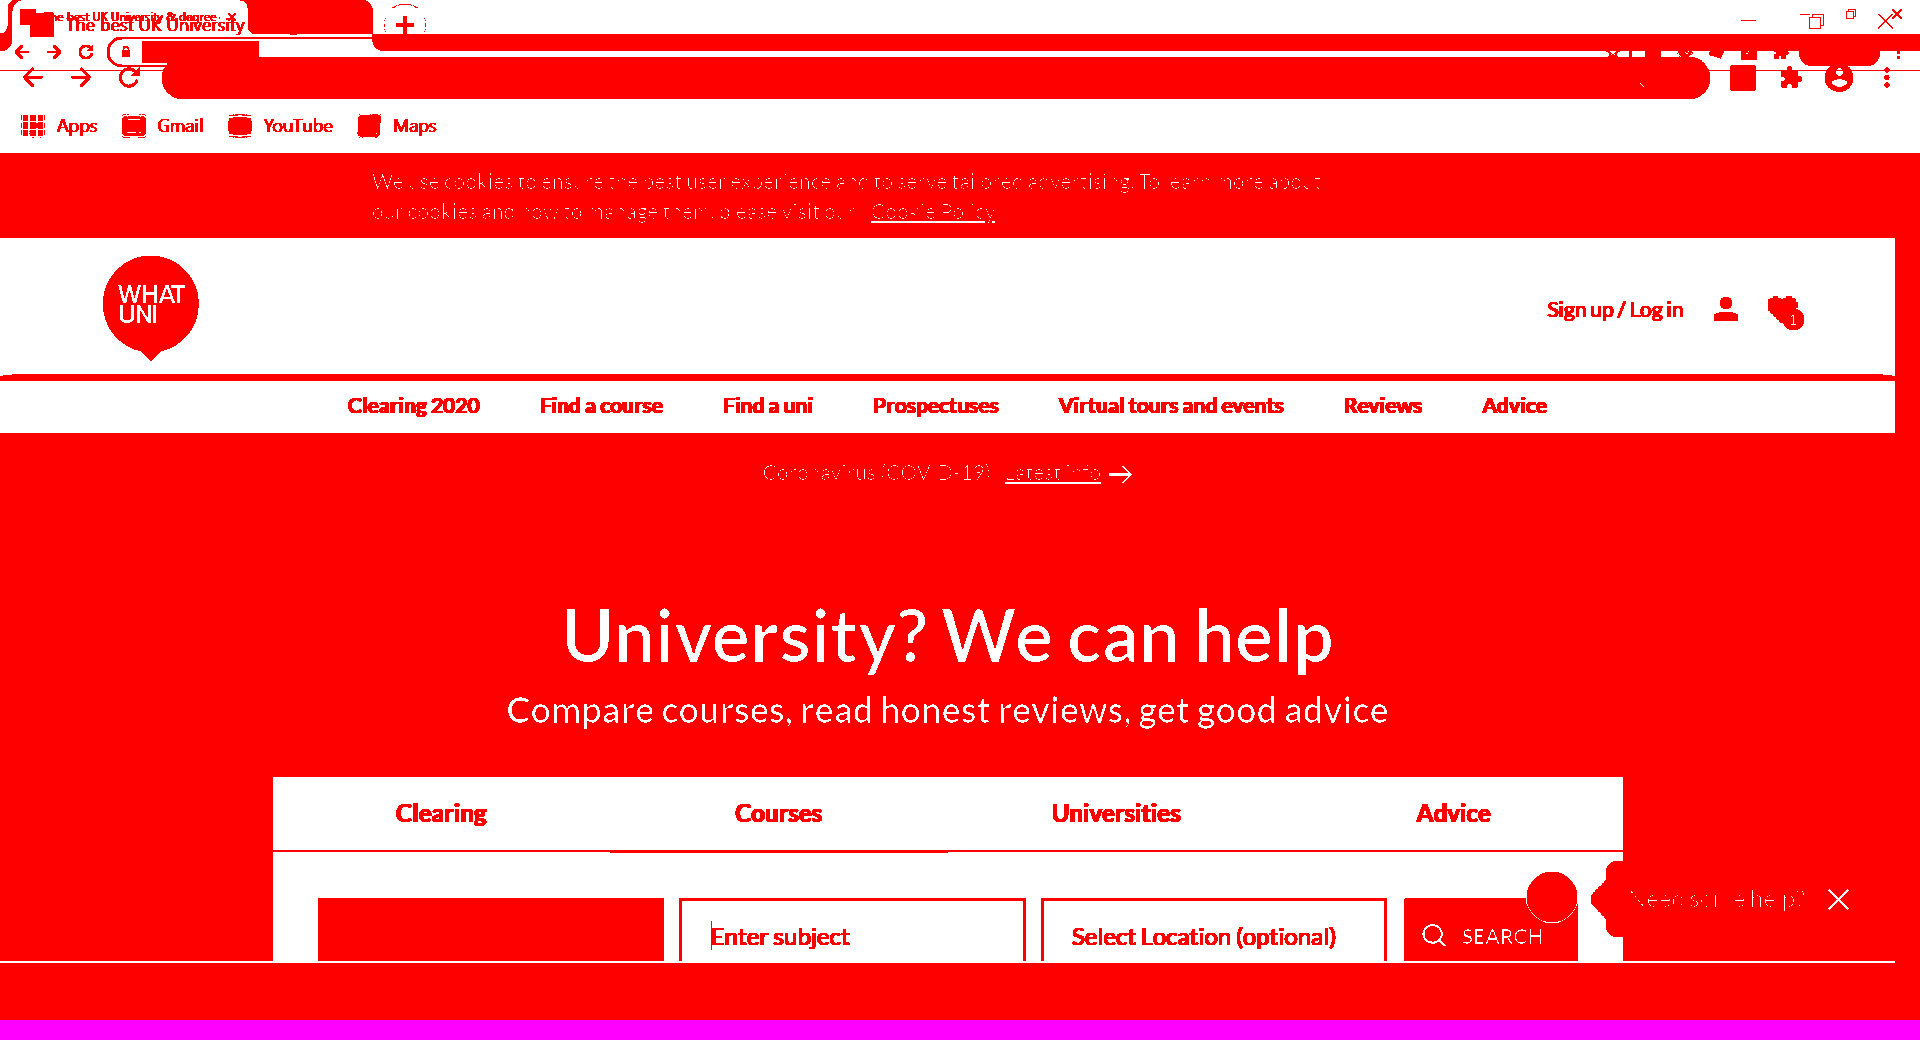 The best UK University & degree
The best UK University
Apps Gmail YouTube Maps
We use cookies to ensure the best user experience and to serve tailored advertising. To learn more about
our cookies and how to manage them, please visit our Cookie Policy
WHAT
UNI
Sign up / Log in
1
Clearing 2020 Find a course Find a uni Prospectuses Virtual tours and events Reviews Advice
Coronavirus (COVID-19) Latest info
University? We can help
Compare courses, read honest reviews, get good advice
Clearing Courses Universities Advice
Need some help?
Enter subject Select Location (optional) SEARCH